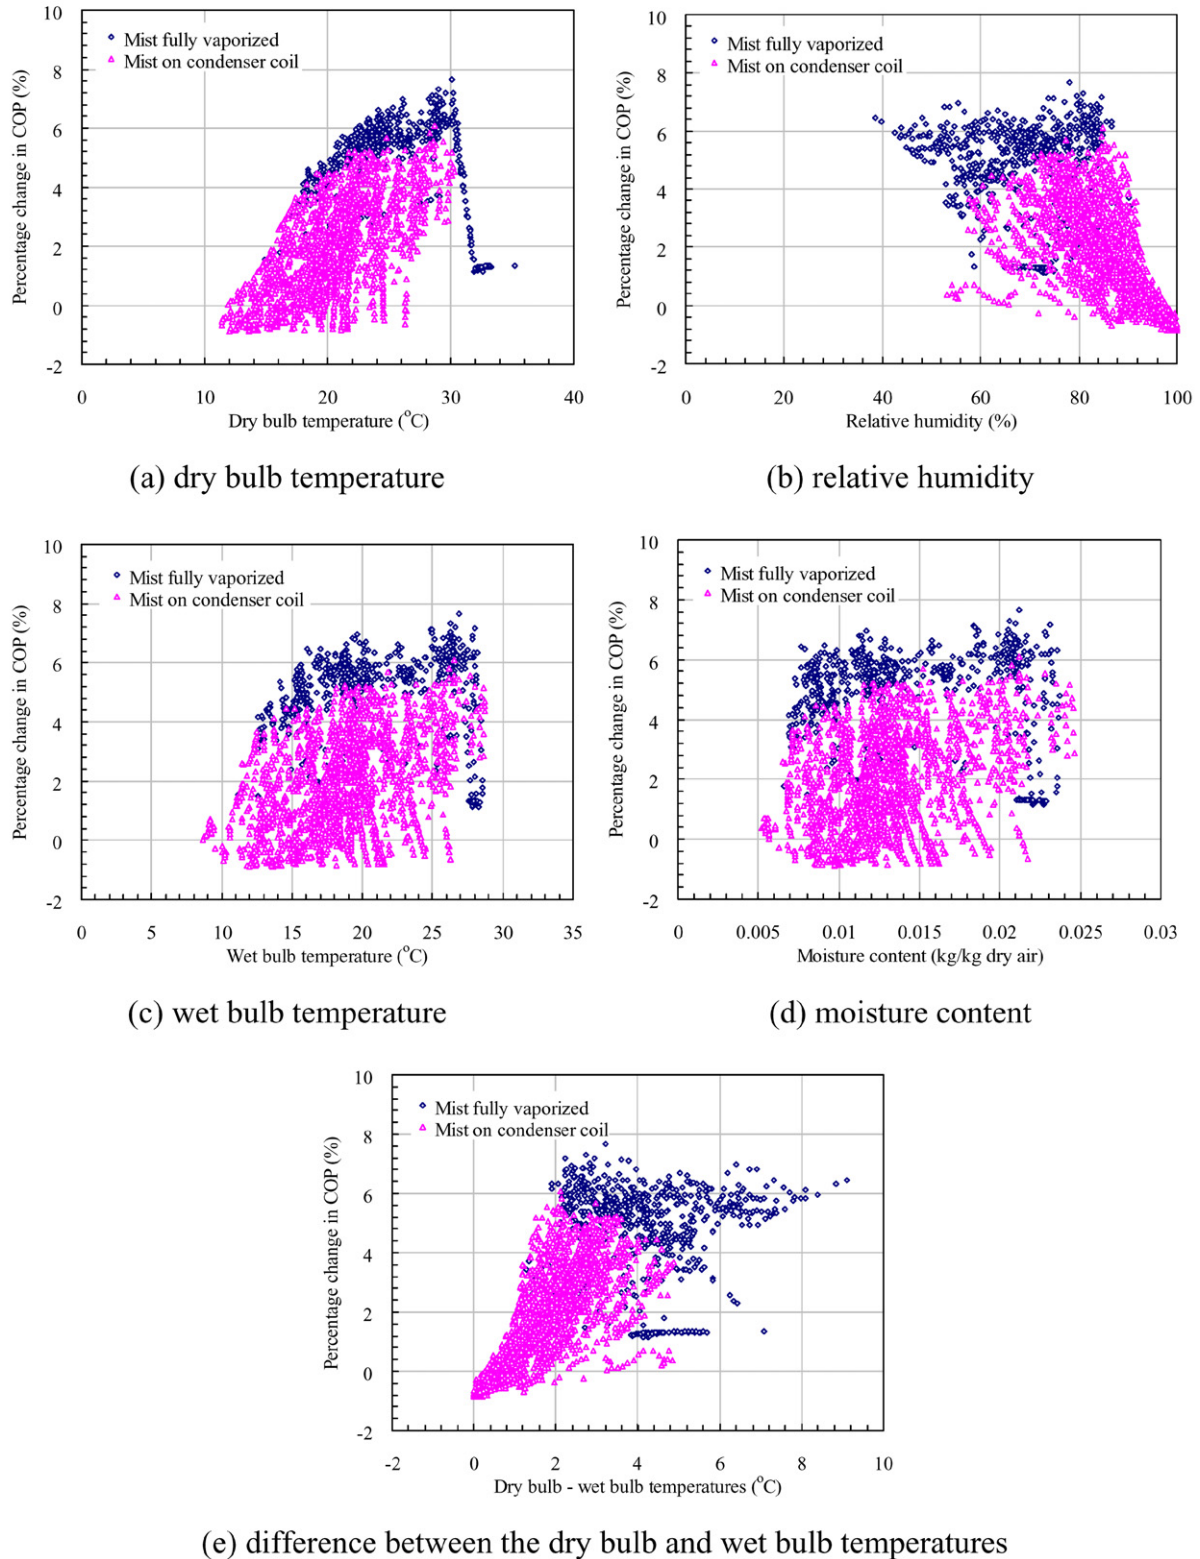 10
8
6
4
2
0
-2
Percentage change in COP (%)
Mist fully vaporized
Mist on condenser coil
0 10 20 30 40
Dry bulb temperature (°C)
(a) dry bulb temperature
10
8
6
4
2
0
-2
Percentage change in COP (%)
Mist fully vaporized
Mist on condenser coil
0 20 40 60 80 100
Relative humidity (%)
(b) relative humidity
10
8
6
4
2
0
-2
Percentage change in COP (%)
Mist fully vaporized
Mist on condenser coil
0 5 10 15 20 25 30 35
Wet bulb temperature (°C)
(c) wet bulb temperature
10
8
6
4
2
0
-2
Percentage change in COP (%)
Mist fully vaporized
Mist on condenser coil
0 0.005 0.01 0.015 0.02 0.025 0.03
Moisture content (kg/kg dry air)
(d) moisture content
10
8
6
4
2
0
-2
Percentage change in COP (%)
Mist fully vaporized
Mist on condenser coil
-2 0 2 4 6 8 10
Dry bulb - wet bulb temperatures (°C)
(e) difference between the dry bulb and wet bulb temperatures